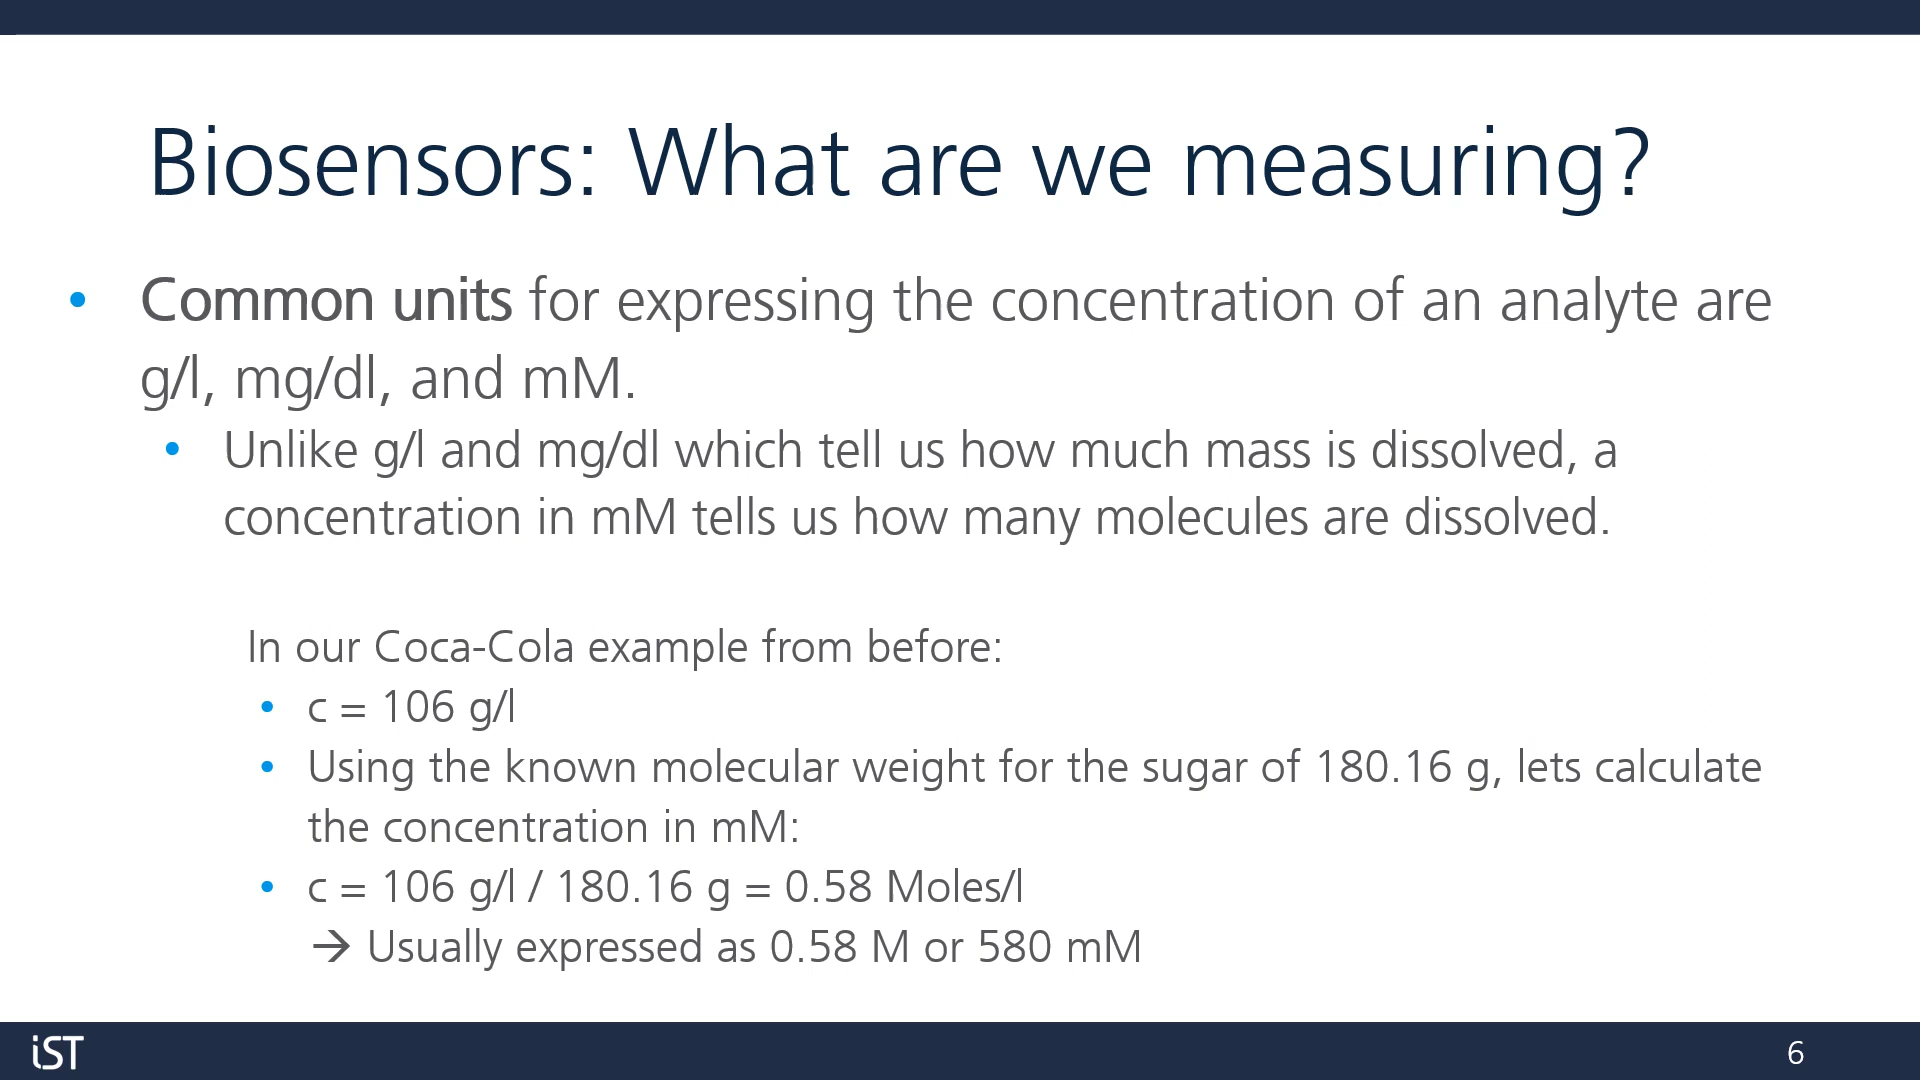 Biosensors: What are we measuring?
• Common units for expressing the concentration of an analyte are
g/l, mg/dl, and mM.
• Unlike g/l and mg/dl which tell us how much mass is dissolved, a
concentration in mM tells us how many molecules are dissolved.
In our Coca-Cola example from before:
• c = 106 g/l
• Using the known molecular weight for the sugar of 180.16 g, lets calculate
the concentration in mM:
• c = 106 g/l / 180.16 g = 0.58 Moles/l
→ Usually expressed as 0.58 M or 580 mM
iST
6